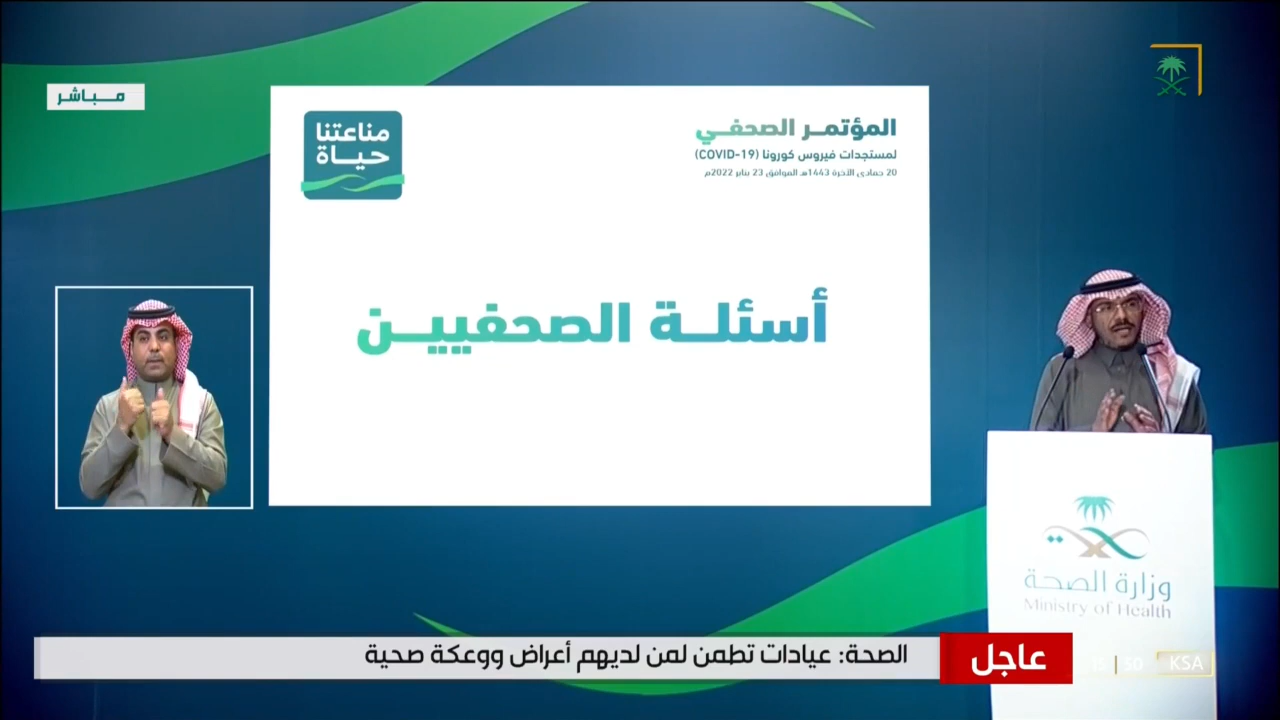 مباشر
مناعتنا
حياة
المؤتمر الصحفي
لمستجدات فيروس كورونا (COVID-19)
20 جمادى الآخرة 1443هـ الموافق 23 يناير 2022م
أسئلة الصحفيين
وزارة الصحة
Ministry of Health
عاجل
الصحة: عيادات تطمن لمن لديهم أعراض ووعكة صحية
KSA